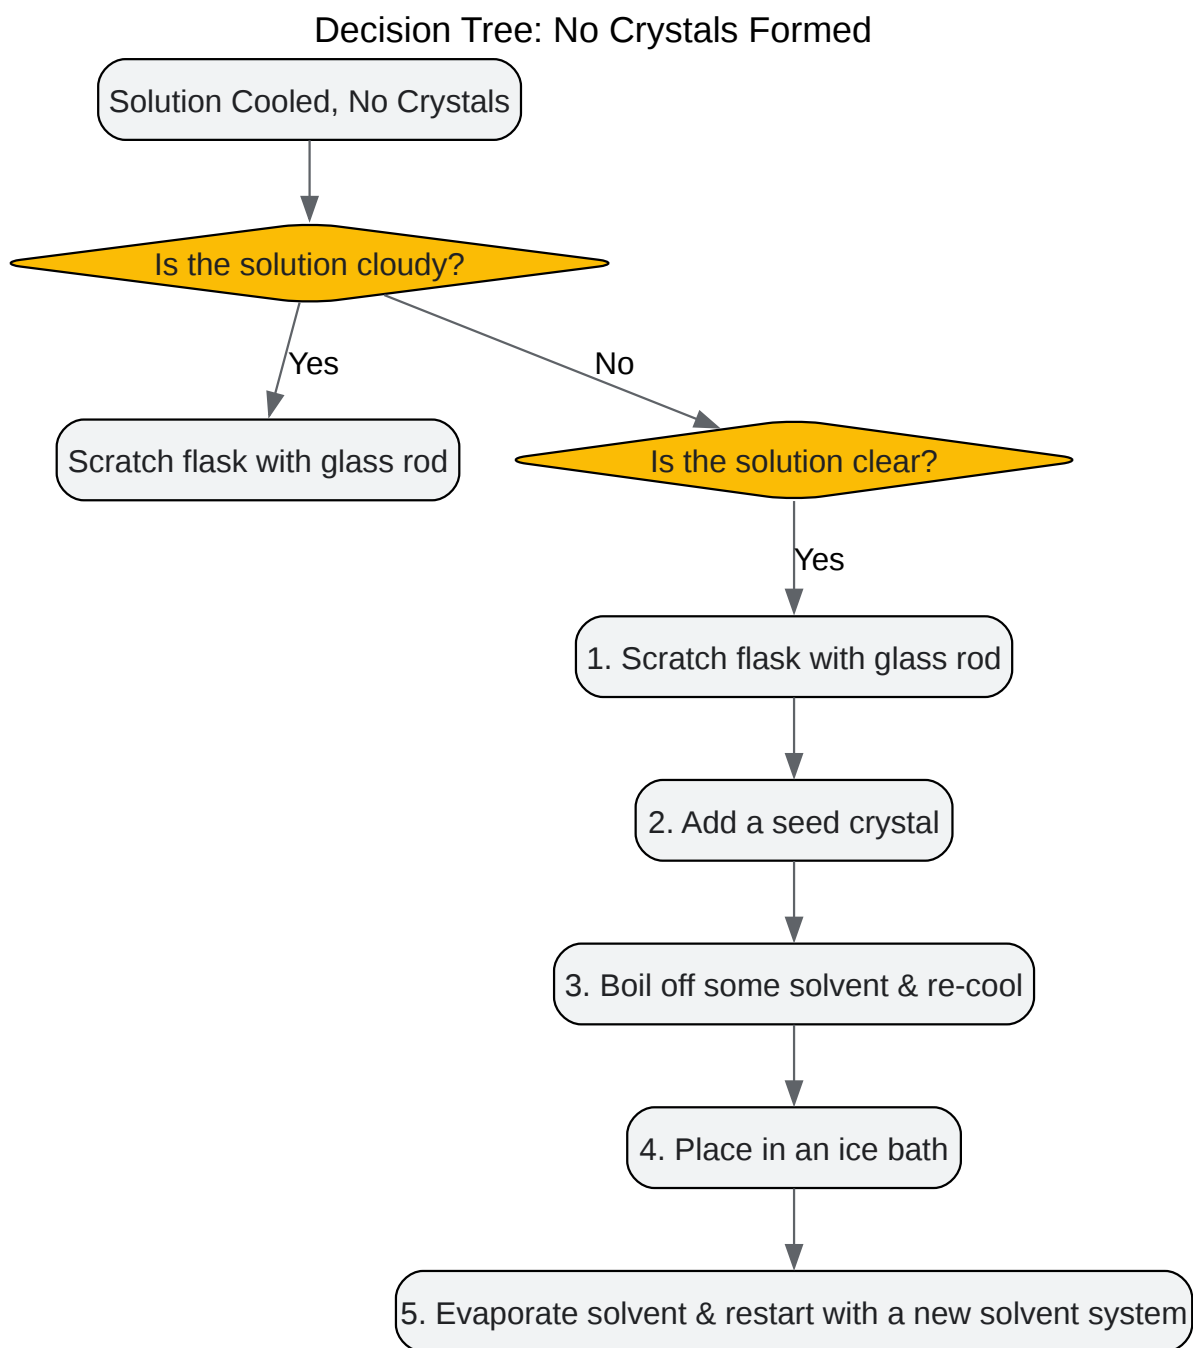 Decision Tree: No Crystals Formed
Solution Cooled, No Crystals
Is the solution cloudy?
Yes
No
Scratch flask with glass rod
Is the solution clear?
Yes
1. Scratch flask with glass rod
2. Add a seed crystal
3. Boil off some solvent & re-cool
4. Place in an ice bath
5. Evaporate solvent & restart with a new solvent system